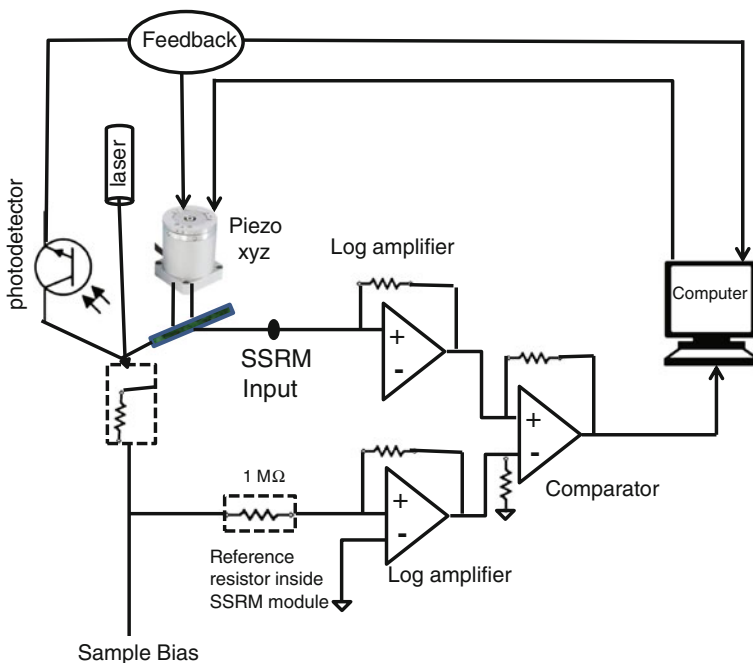 Feedback
laser
photodetector
Piezo
xyz
Log amplifier
Computer
+
-
SSRM
Input
+
-
1 MΩ
+
-
Comparator
Reference
resistor inside
SSRM module
Log amplifier
Sample Bias